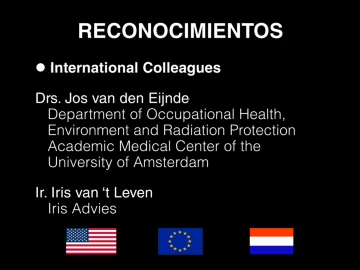 RECONOCIMIENTOS
● International Colleagues
Drs. Jos van den Eijnde
Department of Occupational Health,
Environment and Radiation Protection
Academic Medical Center of the
University of Amsterdam
Ir. Iris van ‘t Leven
Iris Advies